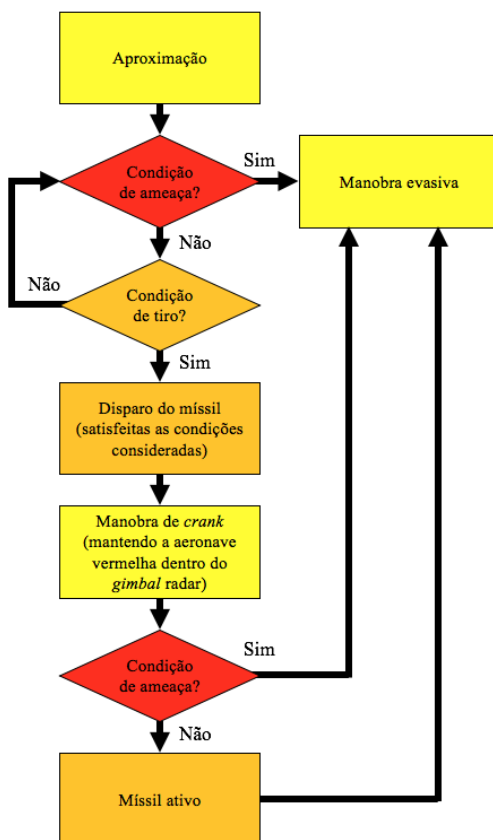 Aproximação
Condição
de ameaça?
Sim
Manobra evasiva
Não
Não
Condição
de tiro?
Sim
Disparo do míssil
(satisfeitas as condições
consideradas)
Manobra de crank
(mantendo a aeronave
vermelha dentro do
gimbal radar)
Sim
Condição
de ameaça?
Não
Míssil ativo